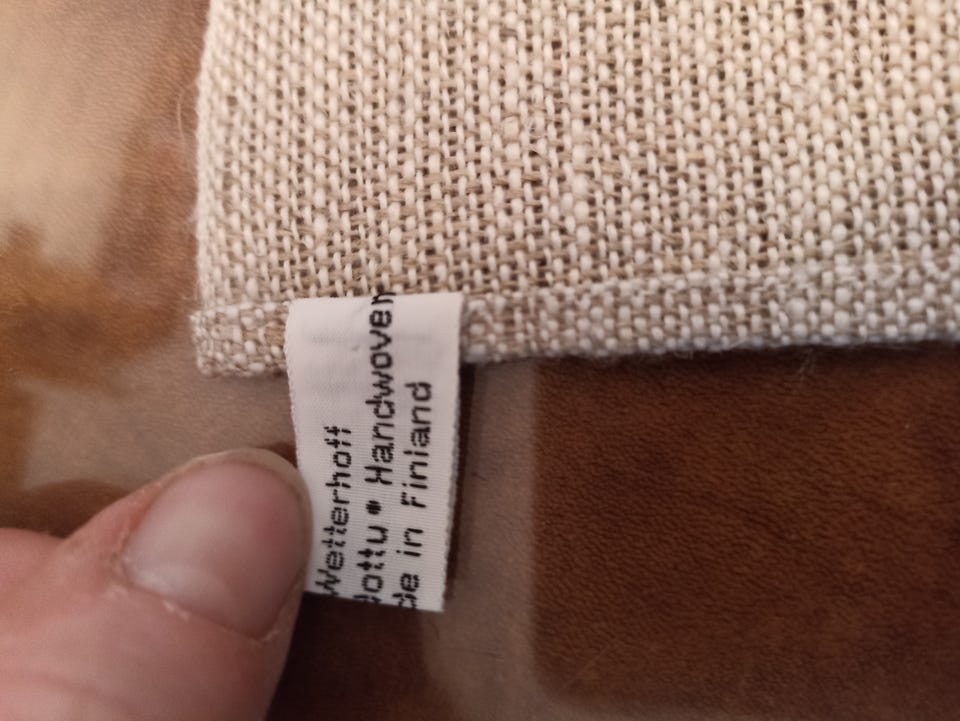 Wetterhoff
ottu • Handwoven
de in Finland